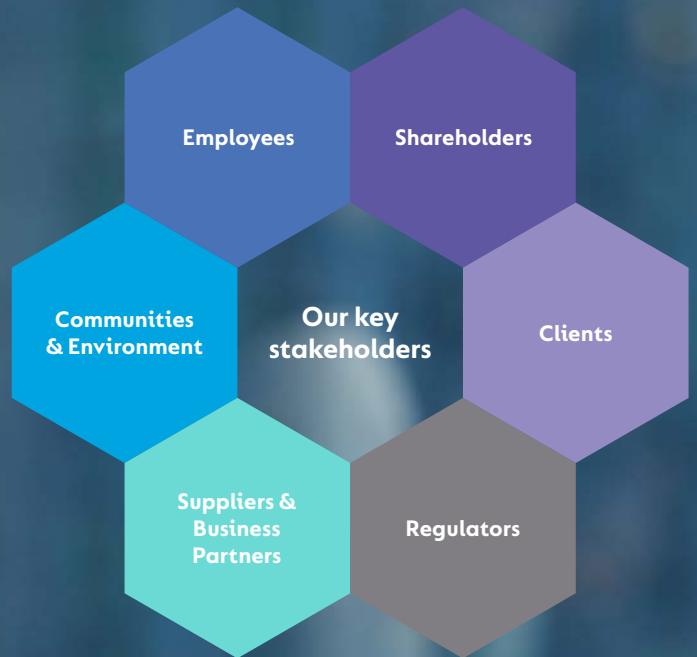 Employees
Shareholders
Communities
& Environment
Our key
stakeholders
Clients
Suppliers &
Business
Partners
Regulators